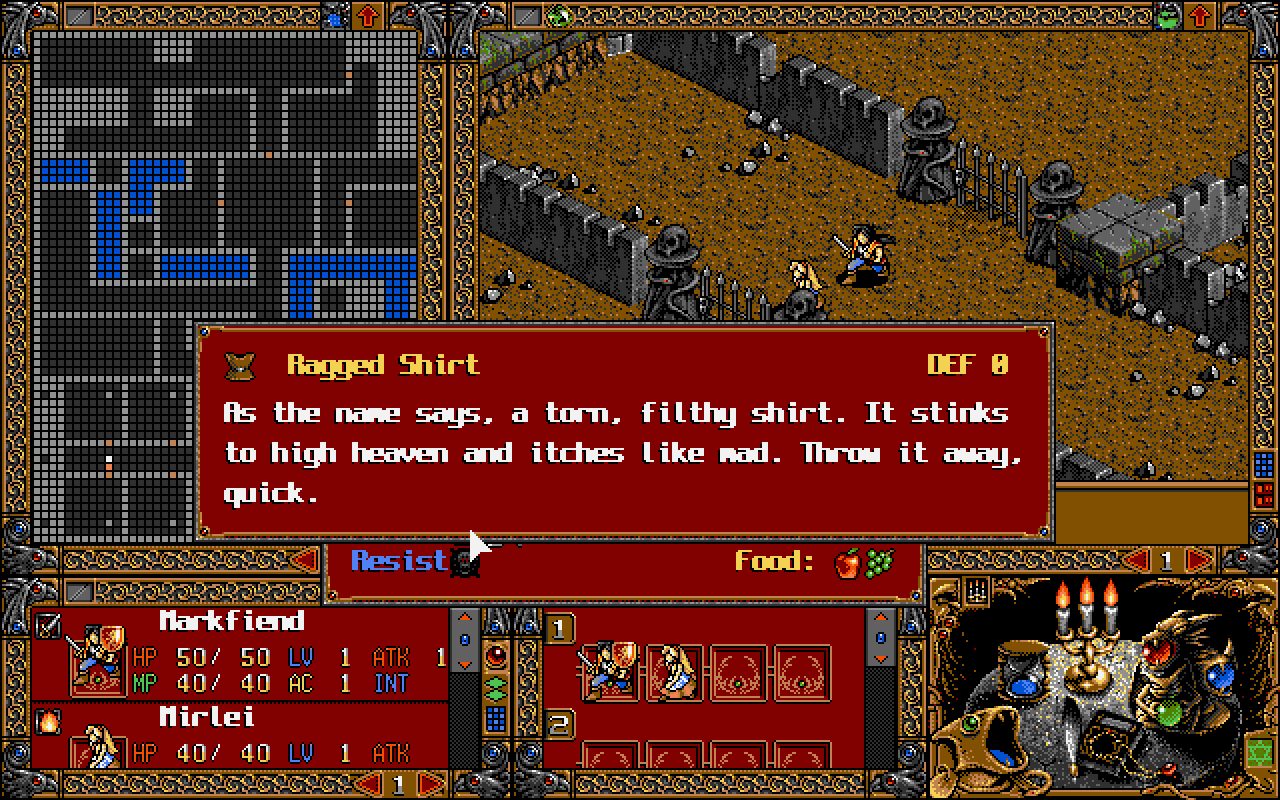 Ragged Shirt DEF 0
As the name says, a torn, filthy shirt. It stinks
to high heaven and itches like mad. Throw it away,
quick.
Resist Food:
1
Markfiend
HP 50/ 50 LV 1 ATK 1
MP 40/ 40 AC 1 INT
Mirlei
HP 40/ 40 LV 1 ATK
1
1
2